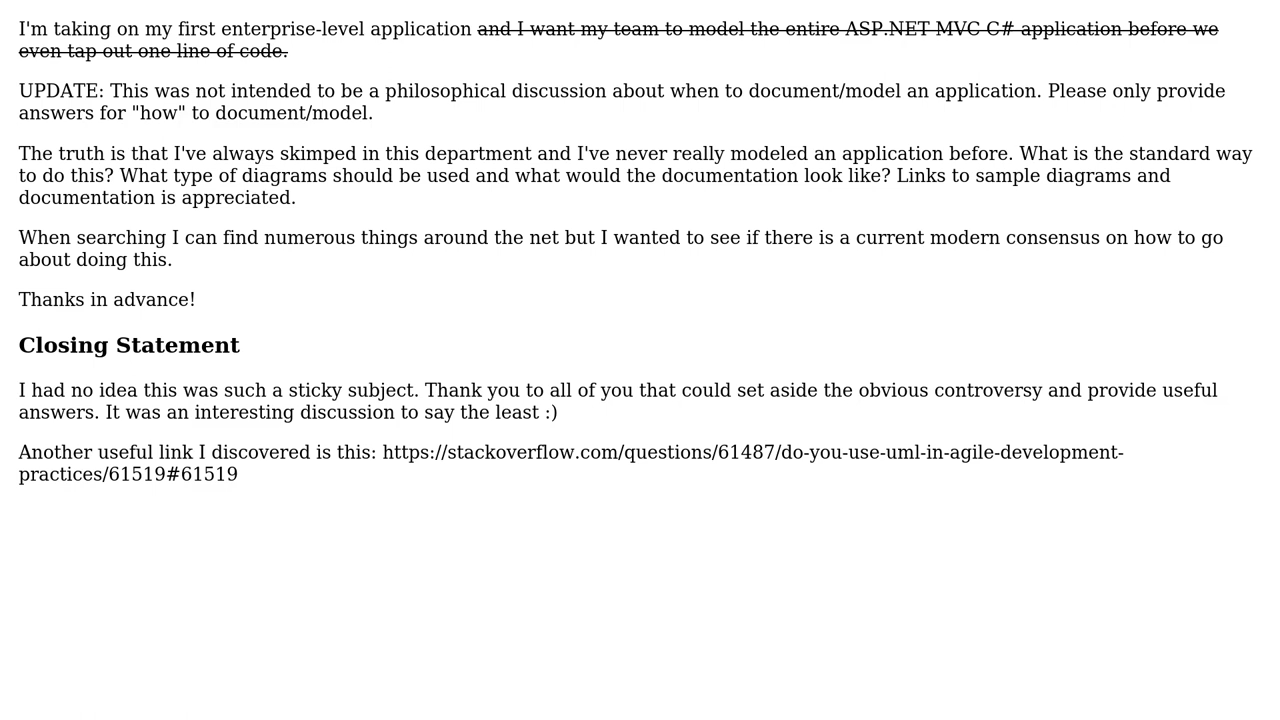 I'm taking on my first enterprise-level application and I want my team to model the entire ASP.NET MVC C# application before we
even tap out one line of code.
UPDATE: This was not intended to be a philosophical discussion about when to document/model an application. Please only provide
answers for "how" to document/model.
The truth is that I've always skimped in this department and I've never really modeled an application before. What is the standard way
to do this? What type of diagrams should be used and what would the documentation look like? Links to sample diagrams and
documentation is appreciated.
When searching I can find numerous things around the net but I wanted to see if there is a current modern consensus on how to go
about doing this.
Thanks in advance!
Closing Statement
I had no idea this was such a sticky subject. Thank you to all of you that could set aside the obvious controversy and provide useful
answers. It was an interesting discussion to say the least :)
Another useful link I discovered is this: https://stackoverflow.com/questions/61487/do-you-use-uml-in-agile-development-
practices/61519#61519